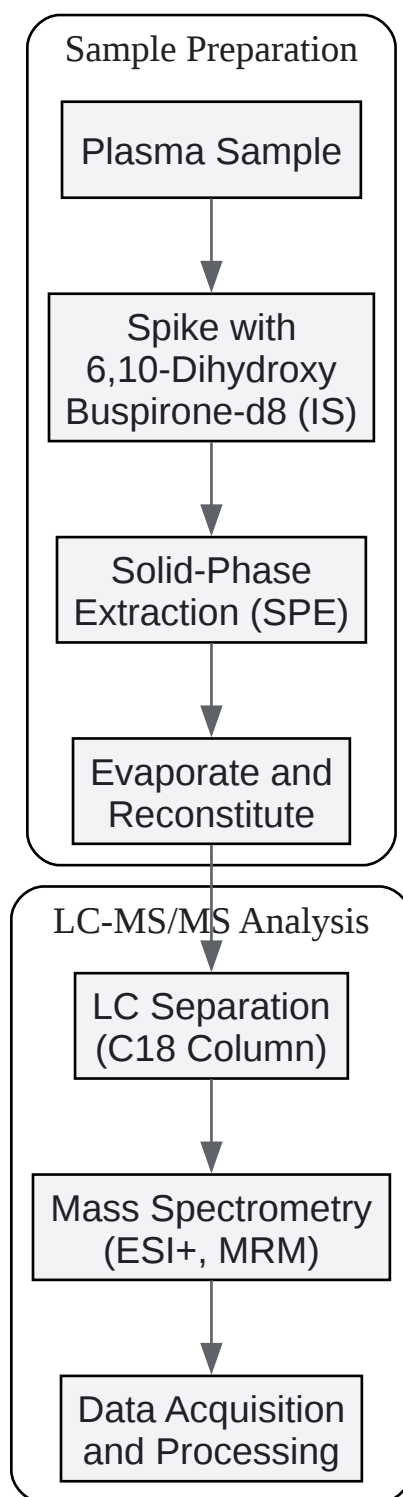 Sample Preparation
Plasma Sample
Spike with
6,10-Dihydroxy
Buspirone-d8 (IS)
Solid-Phase
Extraction (SPE)
Evaporate and
Reconstitute
LC-MS/MS Analysis
LC Separation
(C18 Column)
Mass Spectrometry
(ESI+, MRM)
Data Acquisition
and Processing